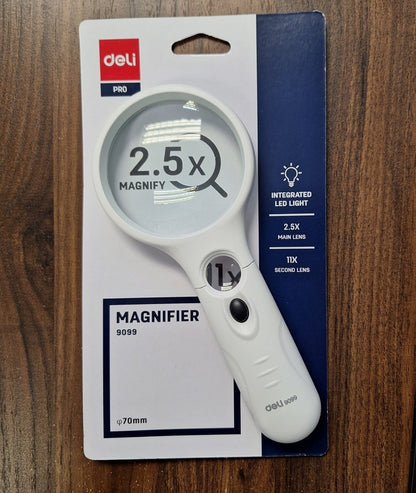 deli
PRO
2.5x
MAGNIFY
INTEGRATED
LED LIGHT
2.5X
MAIN LENS
11X
SECOND LENS
11x
MAGNIFIER
9099
deli 9099
φ70mm